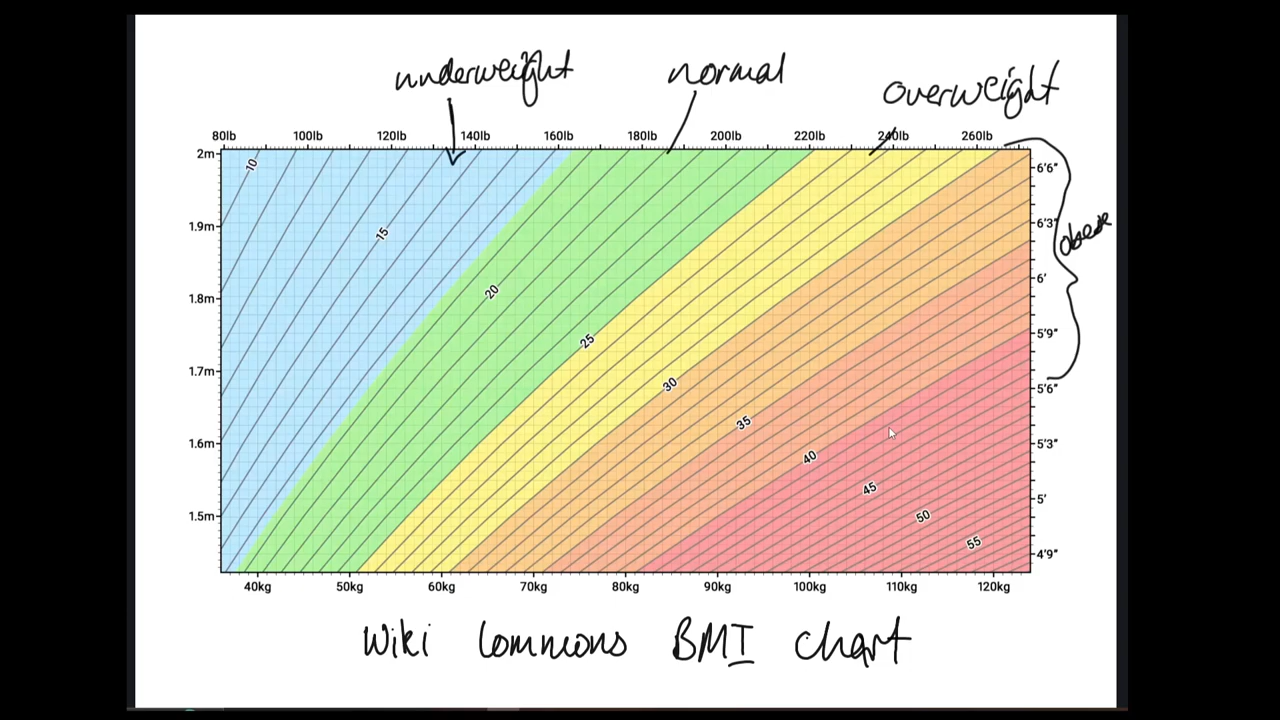 underweight normal overweight
80lb 100lb 120lb 140lb 160lb 180lb 200lb 220lb 240lb 260lb
2m 10 6'6"
1.9m 15 6'3"
obese
1.8m 20 6'
25 5'9"
1.7m 30 5'6"
1.6m 35 5'3"
40
45
1.5m 50 5'
55 4'9"
40kg 50kg 60kg 70kg 80kg 90kg 100kg 110kg 120kg
Wiki Commons BMI chart